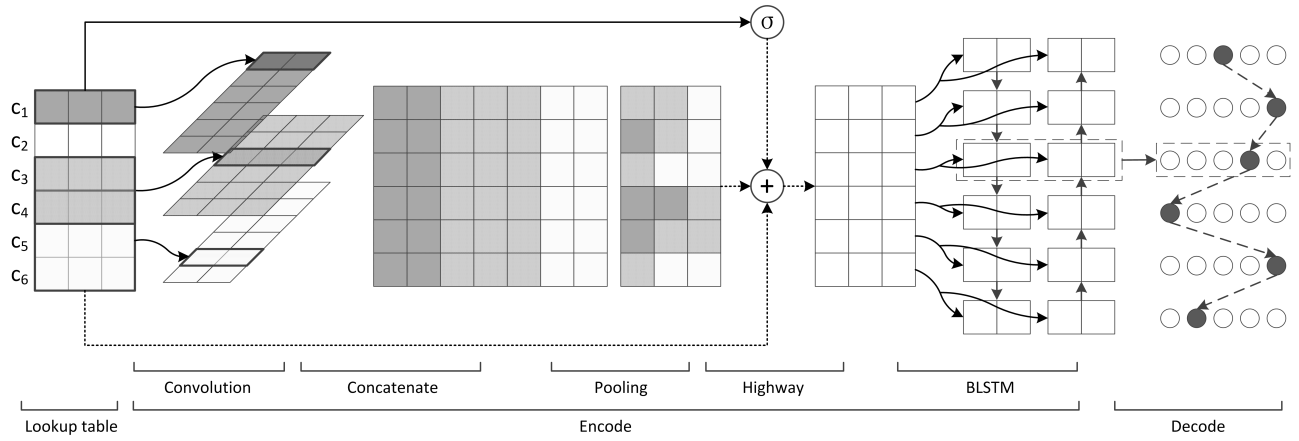 σ
c1
c2
c3
c4
c5
c6
+
Convolution Concatenate Pooling Highway BLSTM
Lookup table Encode Decode